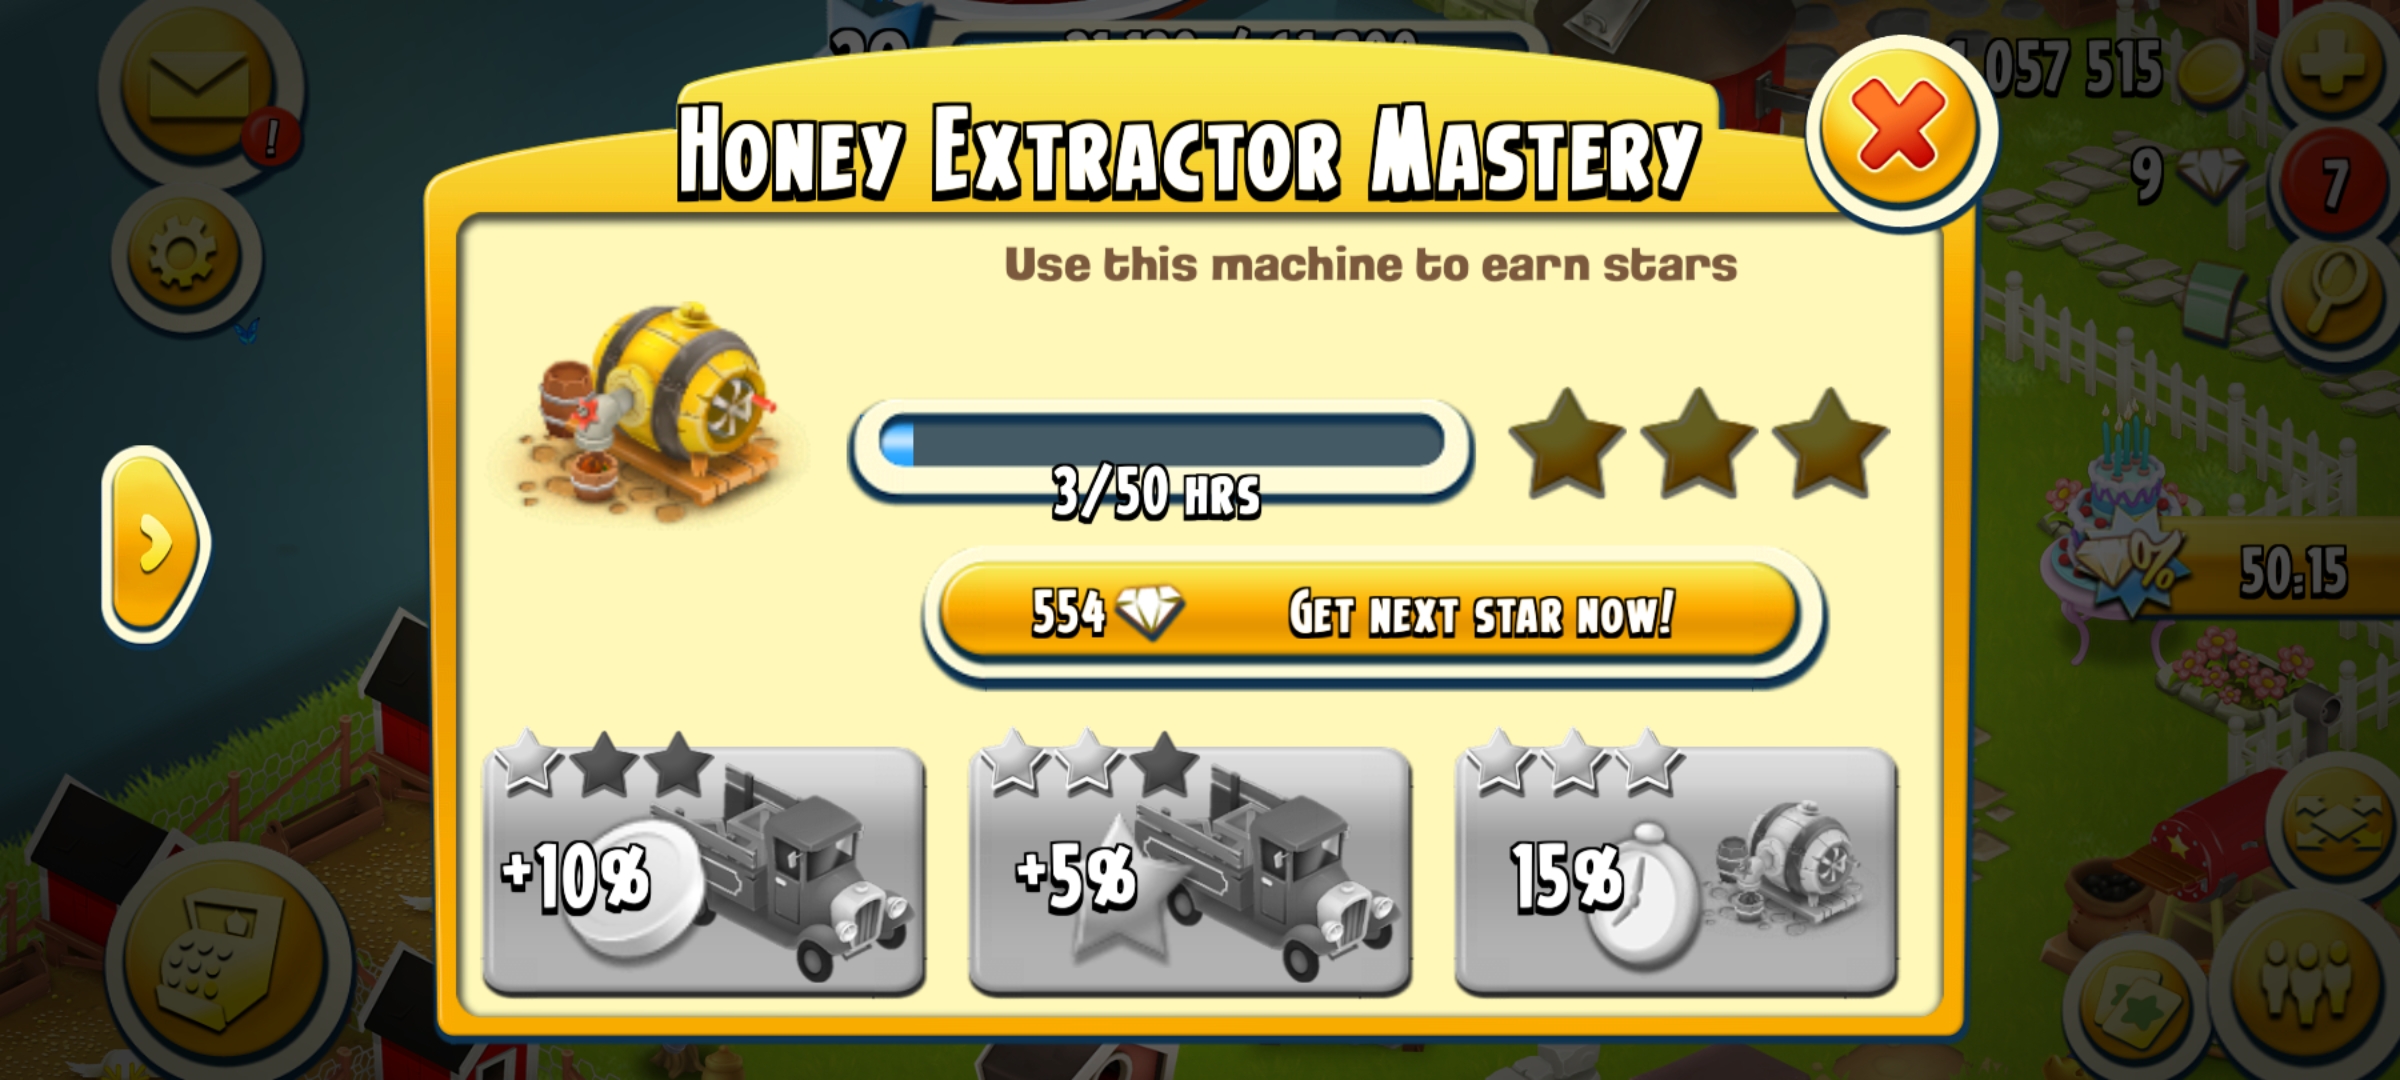 HONEY EXTRACTOR MASTERY
057 515
!
9
7
Use this machine to earn stars
3/50 HRS
50:15
554 GET NEXT STAR NOW!
+10%
+5%
15%